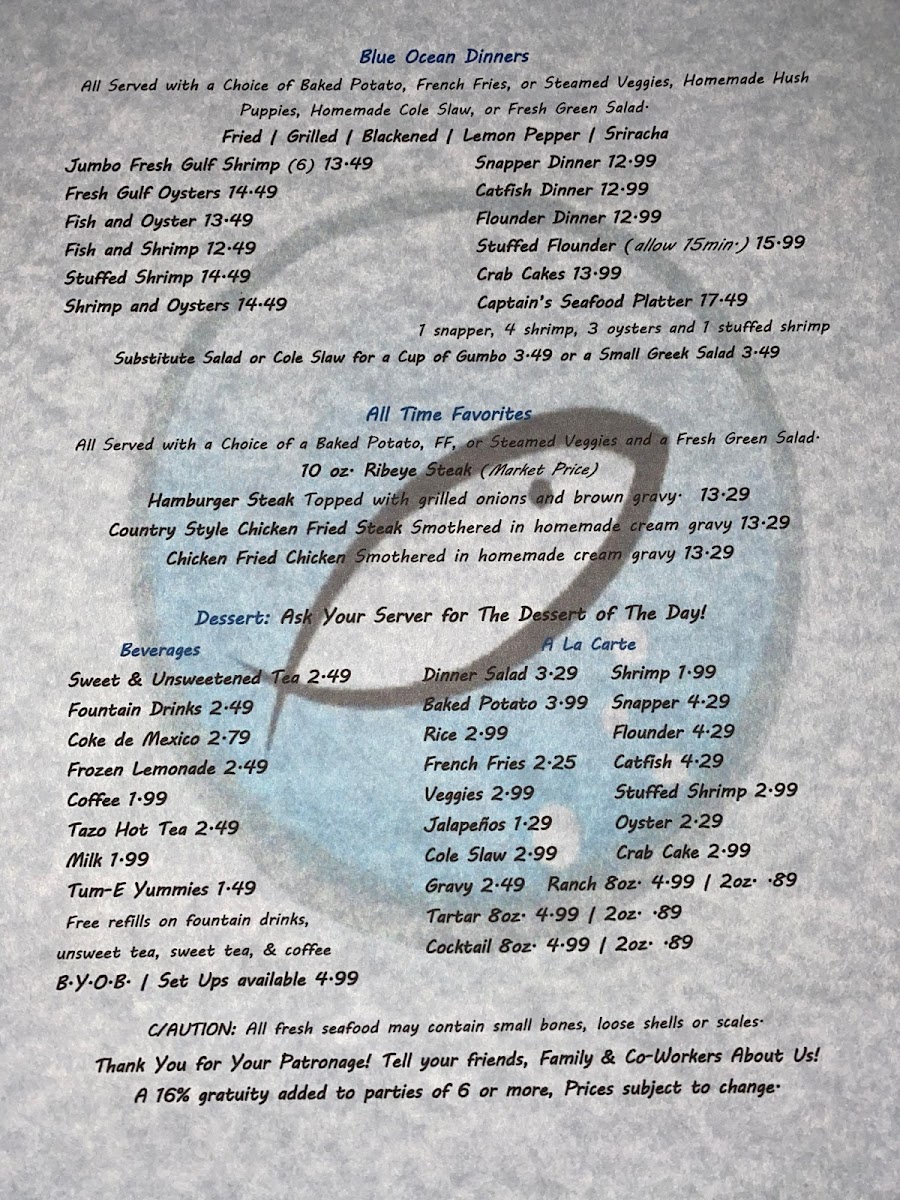 Blue Ocean Dinners
All Served with a Choice of Baked Potato, French Fries, or Steamed Veggies, Homemade Hush
Puppies, Homemade Cole Slaw, or Fresh Green Salad.
Fried / Grilled / Blackened / Lemon Pepper / Sriracha
Jumbo Fresh Gulf Shrimp (6) 13.49
Fresh Gulf Oysters 14.49
Fish and Oyster 13.49
Fish and Shrimp 12.49
Stuffed Shrimp 14.49
Shrimp and Oysters 14.49
Snapper Dinner 12.99
Catfish Dinner 12.99
Flounder Dinner 12.99
Stuffed Flounder (allow 15min.) 15.99
Crab Cakes 13.99
Captain's Seafood Platter 17.49
1 snapper, 4 shrimp, 3 oysters and 1 stuffed shrimp
Substitute Salad or Cole Slaw for a Cup of Gumbo 3.49 or a Small Greek Salad 3.49
All Time Favorites
All Served with a Choice of a Baked Potato, FF, or Steamed Veggies and a Fresh Green Salad.
10 oz. Ribeye Steak (Market Price)
Hamburger Steak Topped with grilled onions and brown gravy. 13.29
Country Style Chicken Fried Steak Smothered in homemade cream gravy 13.29
Chicken Fried Chicken Smothered in homemade cream gravy 13.29
Dessert: Ask Your Server for The Dessert of The Day!
Beverages
Sweet & Unsweetened Tea 2.49
Fountain Drinks 2.49
Coke de Mexico 2.79
Frozen Lemonade 2.49
Coffee 1.99
Tazo Hot Tea 2.49
Milk 1.99
Tum-E Yummies 1.49
Free refills on fountain drinks,
unsweet tea, sweet tea, & coffee
B.Y.O.B. / Set Ups available 4.99
A La Carte
Dinner Salad 3.29 Shrimp 1.99
Baked Potato 3.99 Snapper 4.29
Rice 2.99 Flounder 4.29
French Fries 2.25 Catfish 4.29
Veggies 2.99 Stuffed Shrimp 2.99
Jalapeños 1.29 Oyster 2.29
Cole Slaw 2.99 Crab Cake 2.99
Gravy 2.49 Ranch 8oz. 4.99 / 2oz. .89
Tartar 8oz. 4.99 / 2oz. .89
Cocktail 8oz. 4.99 / 2oz. .89
C/AUTION: All fresh seafood may contain small bones, loose shells or scales.
Thank You for Your Patronage! Tell your friends, Family & Co-Workers About Us!
A 16% gratuity added to parties of 6 or more, Prices subject to change.